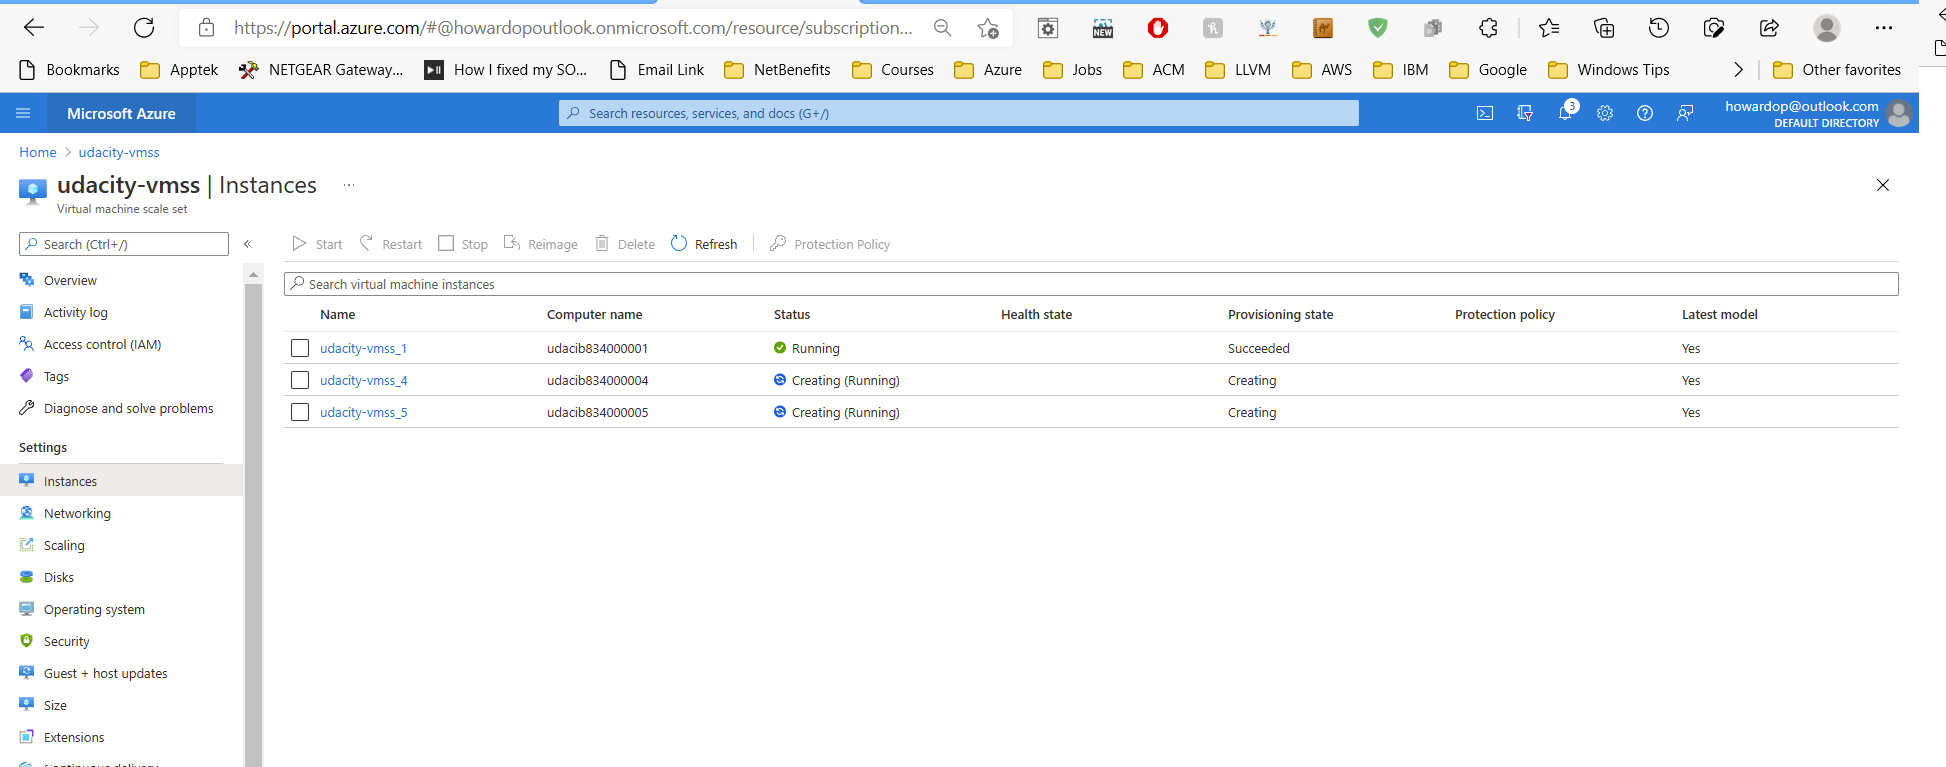 https://portal.azure.com/#@howardopoutlook.onmicrosoft.com/resource/subscription...
NEW
Bookmarks Apptek NETGEAR Gateway... How I fixed my SO... Email Link NetBenefits Courses Azure Jobs ACM LLVM AWS IBM Google Windows Tips Other favorites
Microsoft Azure
Search resources, services, and docs (G+/)
3
howardop@outlook.com
DEFAULT DIRECTORY
Home > udacity-vmss
udacity-vmss | Instances ...
Virtual machine scale set
Search (Ctrl+/)
Overview
Activity log
Access control (IAM)
Tags
Diagnose and solve problems
Settings
Instances
Networking
Scaling
Disks
Operating system
Security
Guest + host updates
Size
Extensions
Continuous delivery
Start Restart Stop Reimage Delete Refresh Protection Policy
Search virtual machine instances
Name Computer name Status Health state Provisioning state Protection policy Latest model
udacity-vmss_1 udacib834000001 Running Succeeded Yes
udacity-vmss_4 udacib834000004 Creating (Running) Creating Yes
udacity-vmss_5 udacib834000005 Creating (Running) Creating Yes